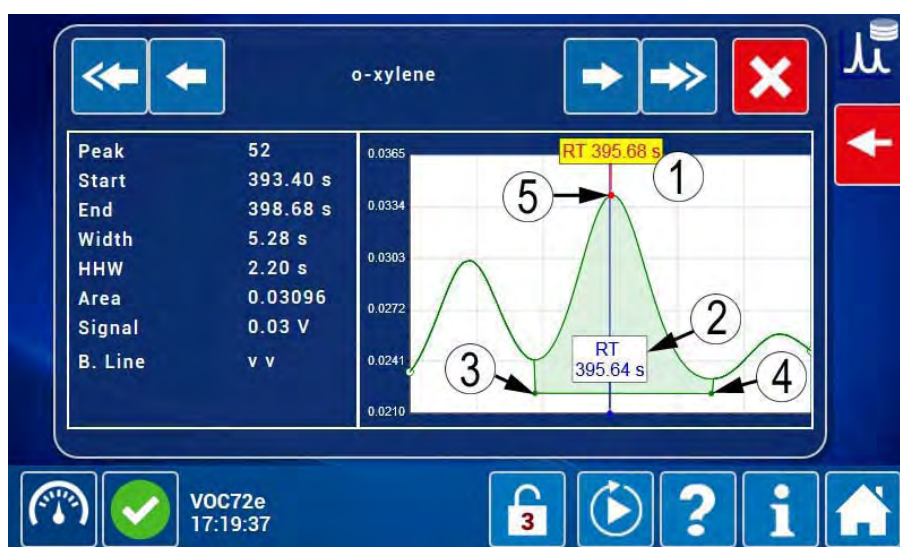 o-xylene
Peak 52
Start 393.40 s
End 398.68 s
Width 5.28 s
HHW 2.20 s
Area 0.03096
Signal 0.03 V
B. Line v v
0.0365
0.0334
0.0303
0.0272
0.0241
0.0210
RT 395.68 s
1
5
2
RT
395.64 s
3
4
VOC72e
17:19:37
3
?
i